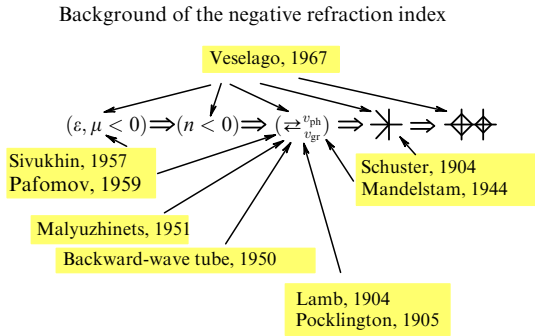 Background of the negative refraction index
Veselago, 1967
(ε, μ < 0) ⇒ (n < 0) ⇒ (⇄ v_ph v_gr) ⇒ ⇒
Sivukhin, 1957
Pafomov, 1959
Schuster, 1904
Mandelstam, 1944
Malyuzhinets, 1951
Backward-wave tube, 1950
Lamb, 1904
Pocklington, 1905